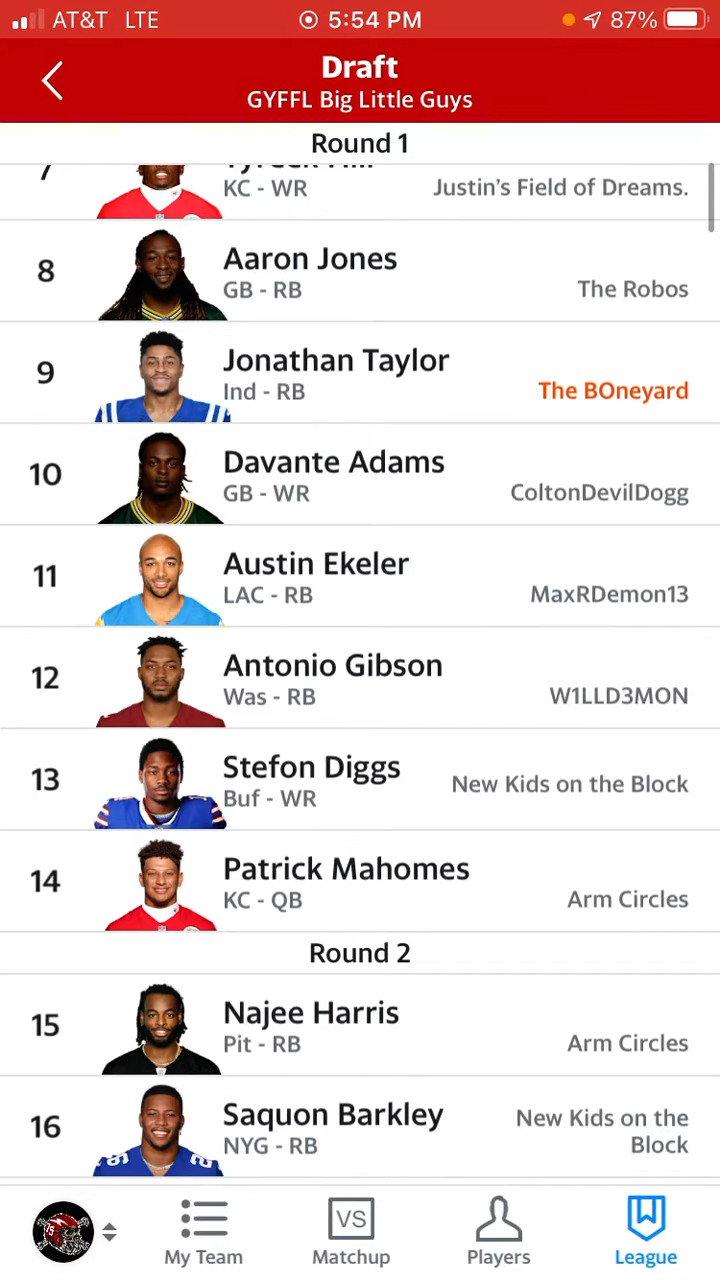 AT&T LTE 5:54 PM 87%
Draft
GYFFL Big Little Guys
Round 1
KC - WR Justin's Field of Dreams.
8 Aaron Jones
GB - RB The Robos
9 Jonathan Taylor
Ind - RB The BOneyard
10 Davante Adams
GB - WR ColtonDevilDogg
11 Austin Ekeler
LAC - RB MaxRDemon13
12 Antonio Gibson
Was - RB W1LLD3MON
13 Stefon Diggs
Buf - WR New Kids on the Block
14 Patrick Mahomes
KC - QB Arm Circles
Round 2
15 Najee Harris
Pit - RB Arm Circles
16 Saquon Barkley
NYG - RB New Kids on the
Block
VS
My Team Matchup Players League